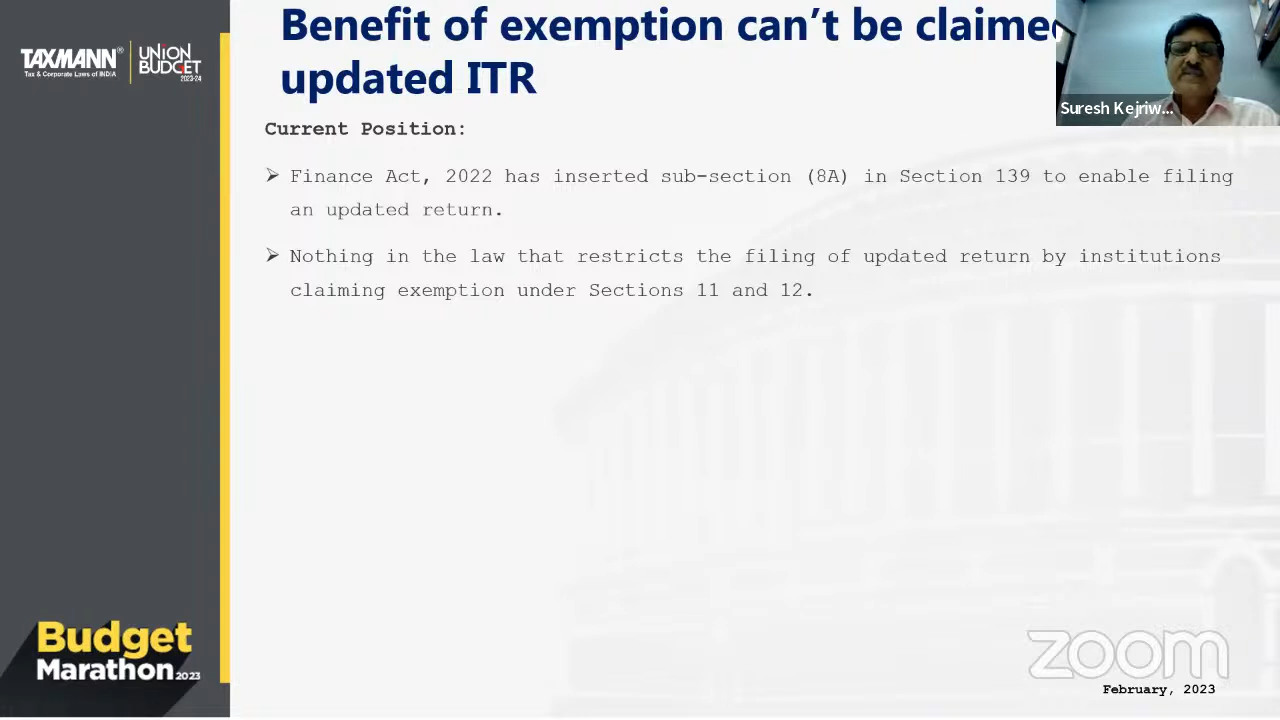 Benefit of exemption can’t be claimed
updated ITR
TAXMANN®
Tax & Corporate Laws of INDIA
UNION
BUDGET
2023-24
Suresh Kejriw...
Current Position:
➤ Finance Act, 2022 has inserted sub-section (8A) in Section 139 to enable filing
an updated return.
➤ Nothing in the law that restricts the filing of updated return by institutions
claiming exemption under Sections 11 and 12.
Budget
Marathon 2023
zoom
February, 2023